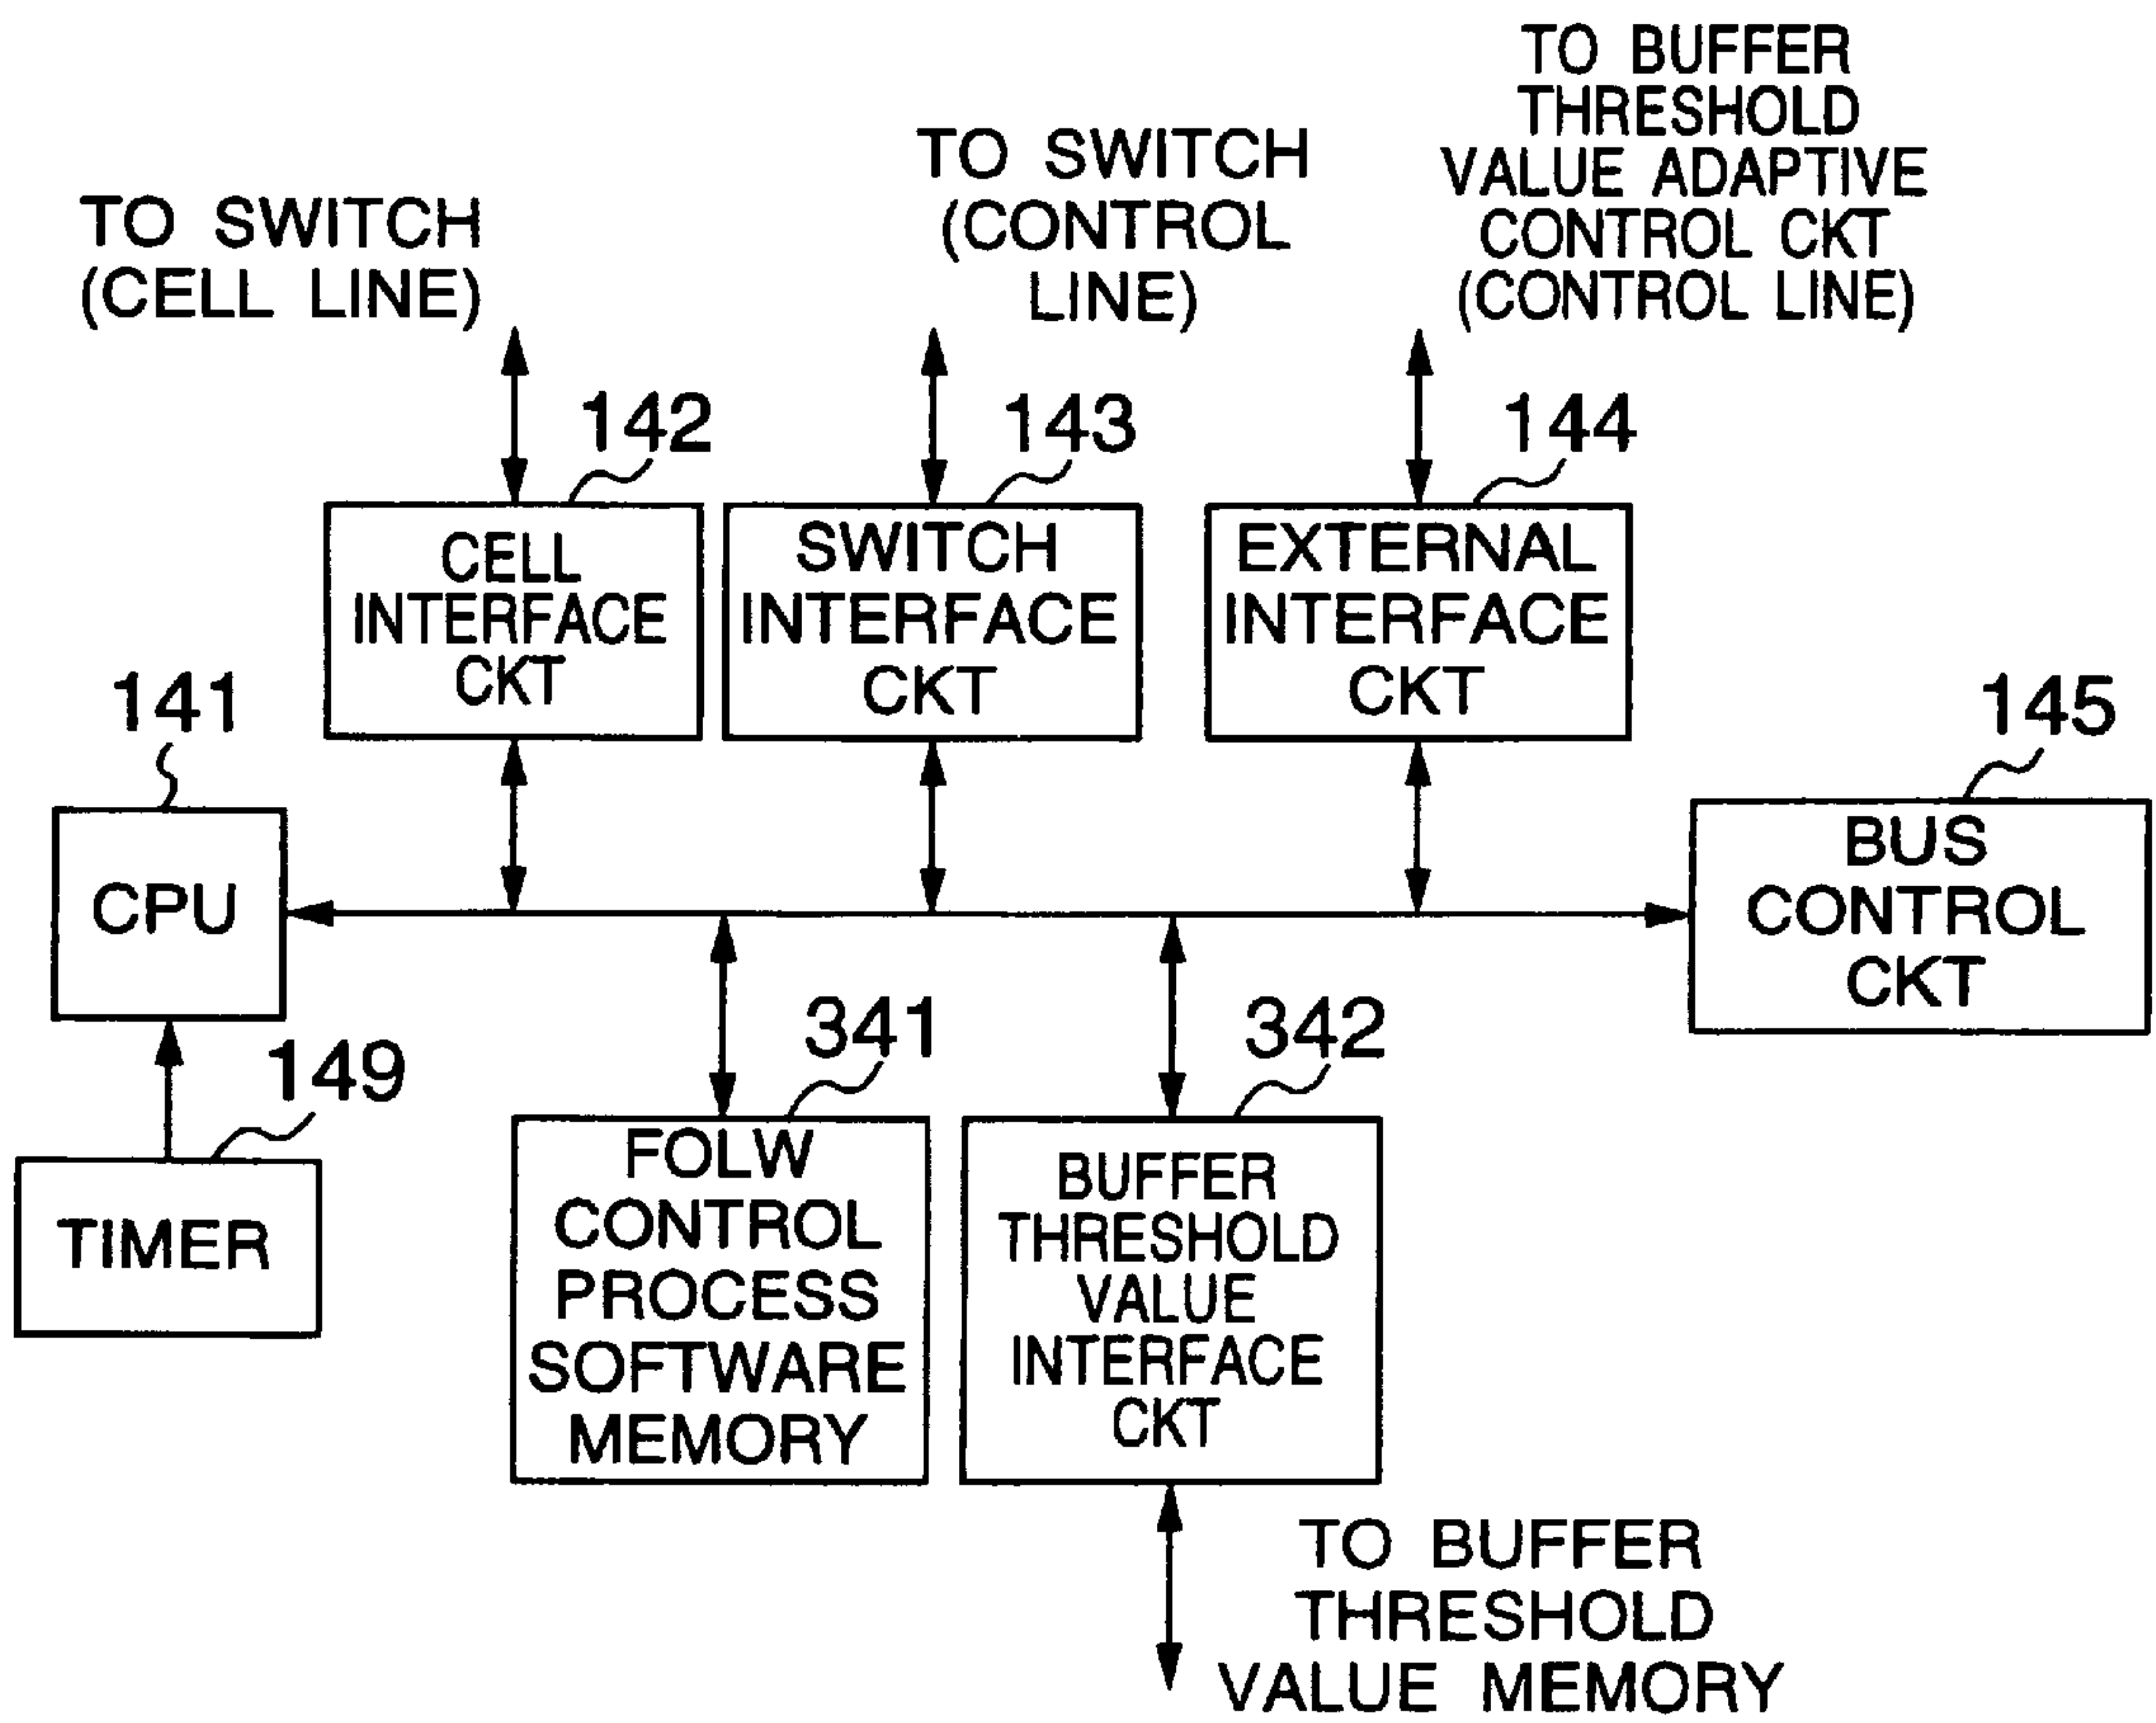 TO BUFFER
THRESHOLD
VALUE ADAPTIVE
CONTROL CKT
(CONTROL LINE)
TO SWITCH
(CONTROL
LINE)
TO SWITCH
(CELL LINE)
142
143
144
CELL
INTERFACE
CKT
SWITCH
INTERFACE
CKT
EXTERNAL
INTERFACE
CKT
141
145
CPU
BUS
CONTROL
CKT
149
341
342
TIMER
FOLW
CONTROL
PROCESS
SOFTWARE
MEMORY
BUFFER
THRESHOLD
VALUE
INTERFACE
CKT
TO BUFFER
THRESHOLD
VALUE MEMORY